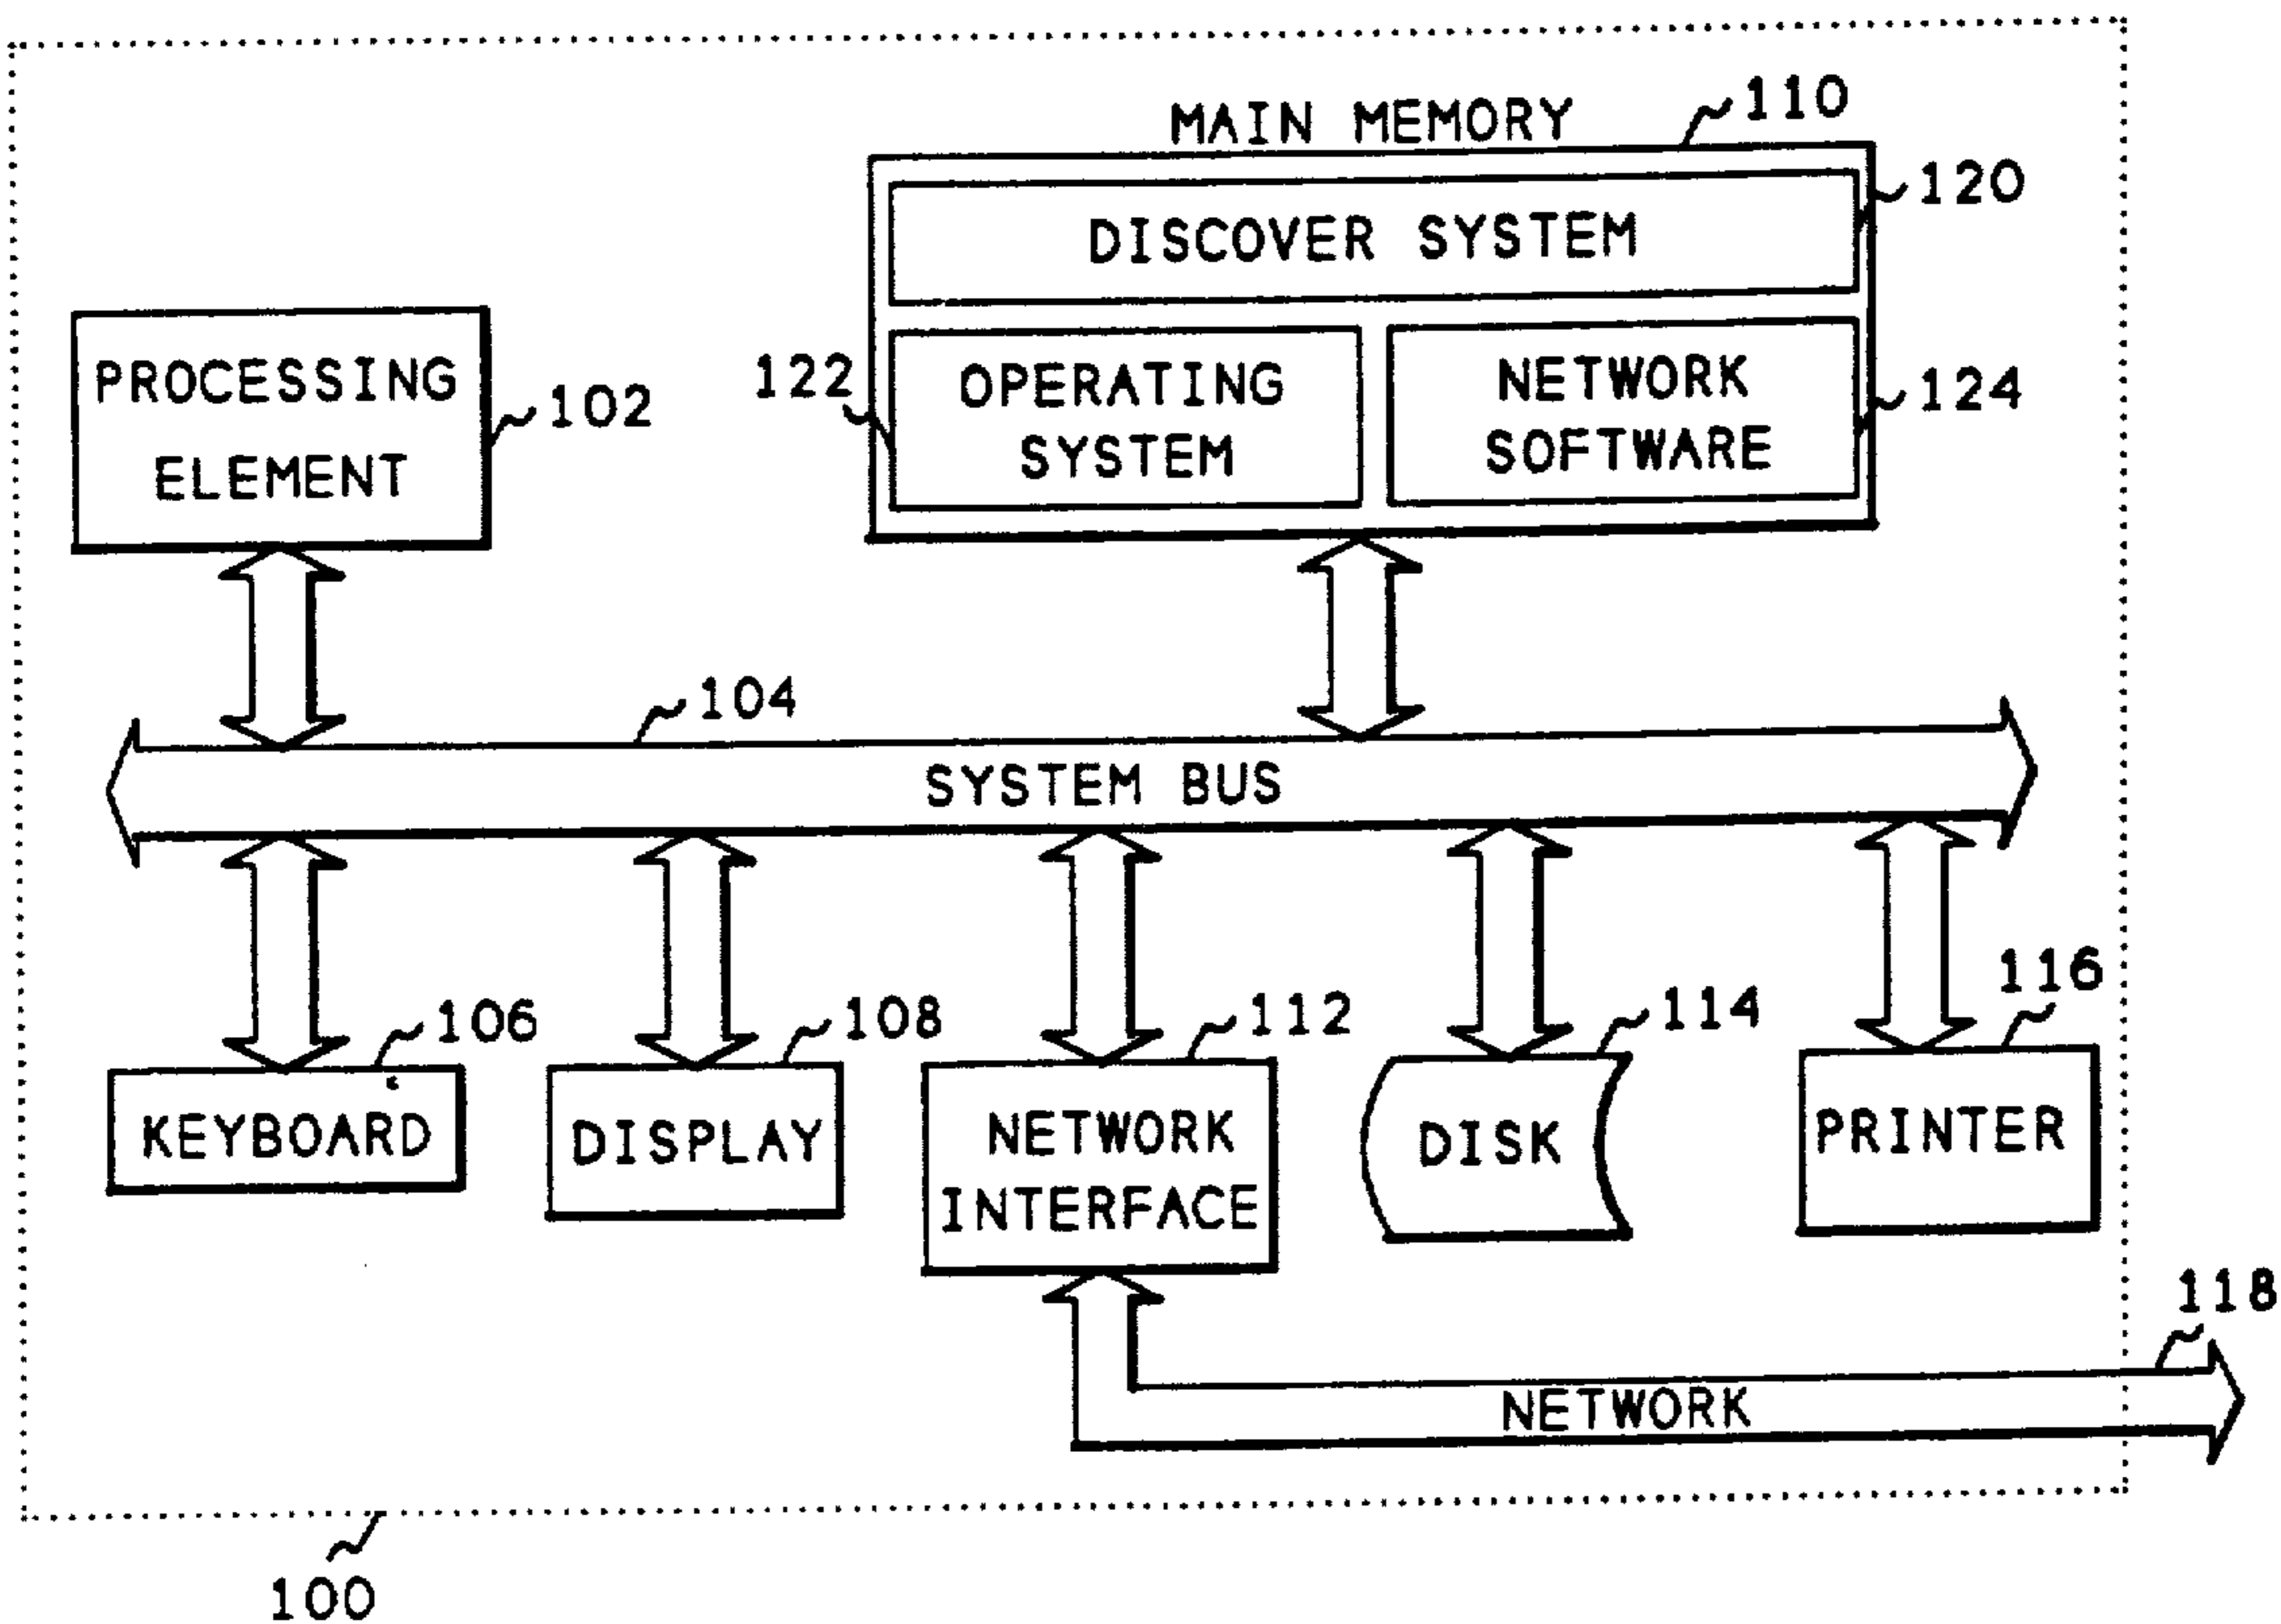 MAIN MEMORY
110
DISCOVER SYSTEM
120
PROCESSING
ELEMENT
102
122
OPERATING
SYSTEM
NETWORK
SOFTWARE
124
104
SYSTEM BUS
106
108
112
114
116
KEYBOARD
DISPLAY
NETWORK
INTERFACE
DISK
PRINTER
118
NETWORK
100